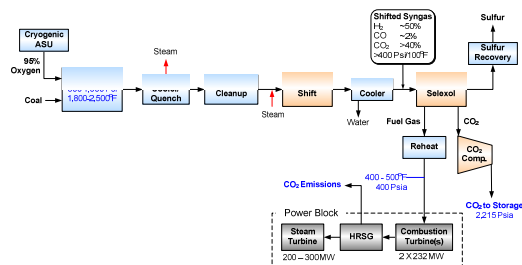 Cryogenic
ASU
95%
Oxygen
Coal
1,800-2,500°F
Steam
Quench
Cleanup
Steam
Shift
Cooler
Water
Shifted Syngas
H₂ ~50%
CO ~2%
CO₂ >40%
>400 Psi/100°F
Selexol
Sulfur
Sulfur
Recovery
Fuel Gas
CO₂
Reheat
CO₂
Comp.
400 - 500°F
400 Psia
CO₂ Emissions
CO₂ to Storage
2,215 Psia
Power Block
Steam
Turbine
HRSG
Combustion
Turbine(s)
200 – 300MW
2 X 232 MW